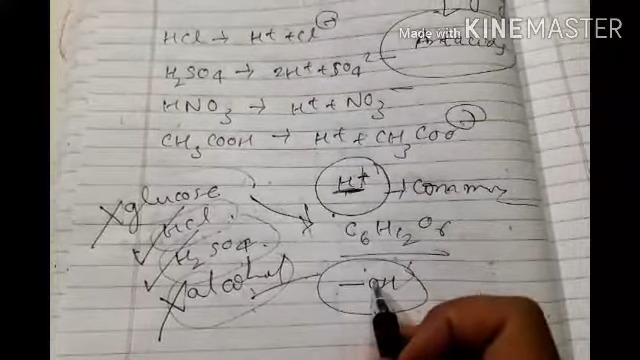 Made with KINEMASTER
HCl → H+ + Cl−
H2SO4 → 2H+ + SO4 2−
HNO3 → H+ + NO3 −
CH3COOH → H+ + CH3COO−
H+ →
glucose
HCl.
C6H12O6
H2SO4.
alcohol — -OH